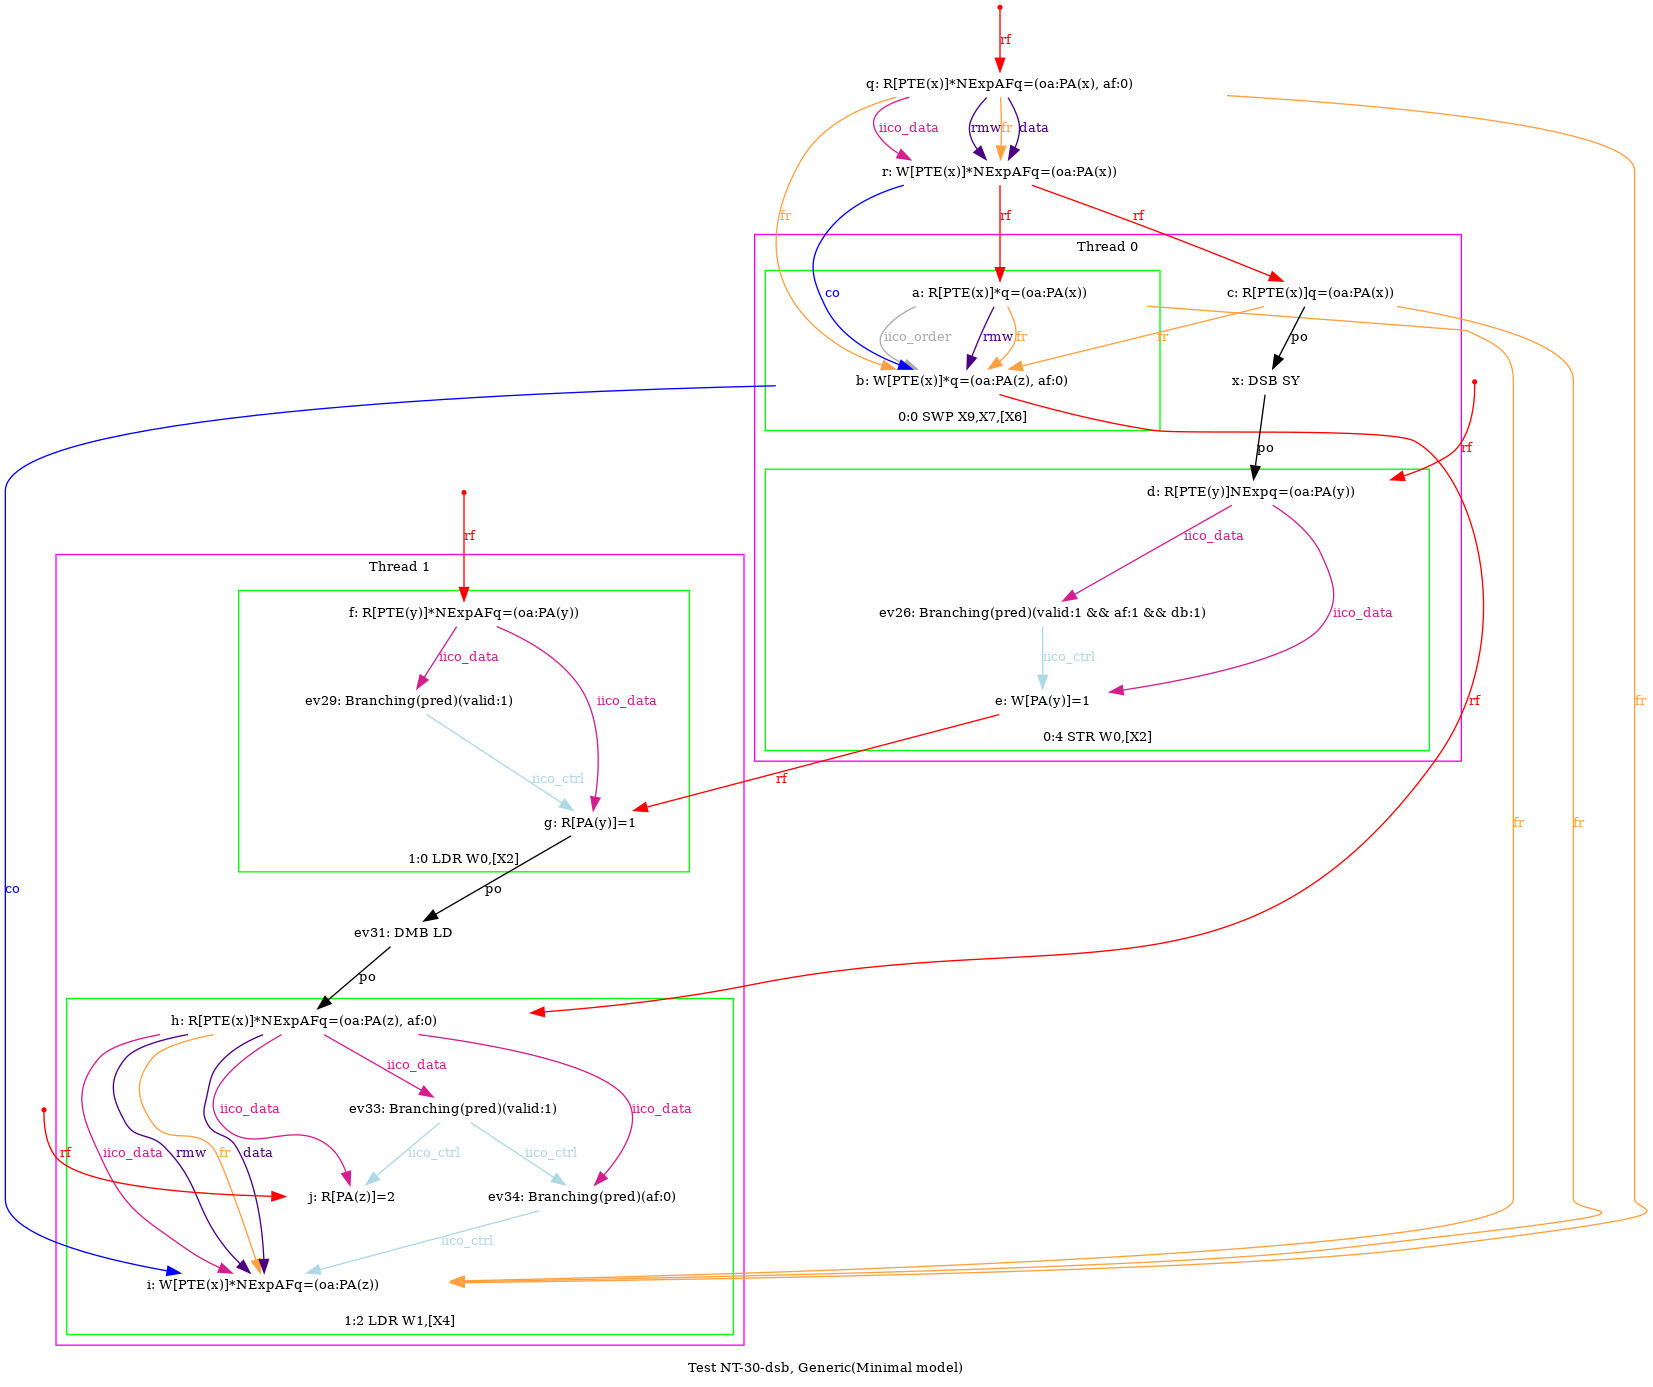 rf
q: R[PTE(x)]*NExpAFq=(oa:PA(x), af:0)
iico_data
rmw
fr
data
r: W[PTE(x)]*NExpAFq=(oa:PA(x))
fr
rf
rf
Thread 0
co
a: R[PTE(x)]*q=(oa:PA(x))
c: R[PTE(x)]q=(oa:PA(x))
iico_order
rmw
fr
fr
po
b: W[PTE(x)]*q=(oa:PA(z), af:0)
x: DSB SY
0:0 SWP X9,X7,[X6]
po
rf
d: R[PTE(y)]NExpq=(oa:PA(y))
rf
iico_data
Thread 1
f: R[PTE(y)]*NExpAFq=(oa:PA(y))
ev26: Branching(pred)(valid:1 && af:1 && db:1)
iico_data
iico_data
iico_ctrl
ev29: Branching(pred)(valid:1)
iico_data
e: W[PA(y)]=1
rf
fr
0:4 STR W0,[X2]
iico_ctrl
rf
g: R[PA(y)]=1
fr
fr
1:0 LDR W0,[X2]
co
po
ev31: DMB LD
po
h: R[PTE(x)]*NExpAFq=(oa:PA(z), af:0)
iico_data
iico_data
ev33: Branching(pred)(valid:1)
iico_data
rf
iico_data
rmw
fr
data
iico_ctrl
iico_ctrl
j: R[PA(z)]=2
ev34: Branching(pred)(af:0)
iico_ctrl
i: W[PTE(x)]*NExpAFq=(oa:PA(z))
1:2 LDR W1,[X4]
Test NT-30-dsb, Generic(Minimal model)